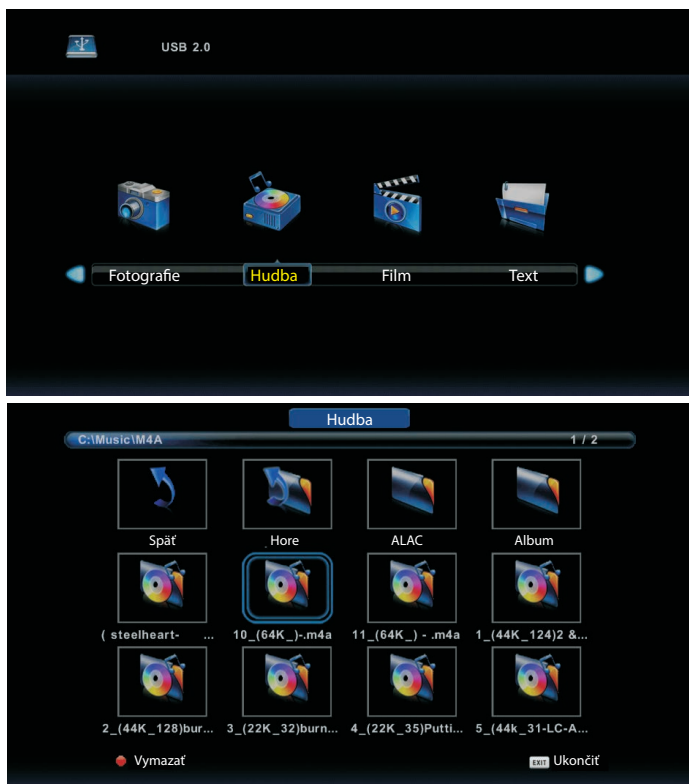 USB 2.0
Fotografie Hudba Film Text
Hudba
C:\Music\M4A 1 / 2
Späť Hore ALAC Album
( steelheart- ... 10_(64K_)-.m4a 11_(64K_) - .m4a 1_(44K_124)2 &...
2_(44K_128)bur... 3_(22K_32)burn... 4_(22K_35)Putti... 5_(44k_31-LC-A...
Vymazať EXIT Ukončiť